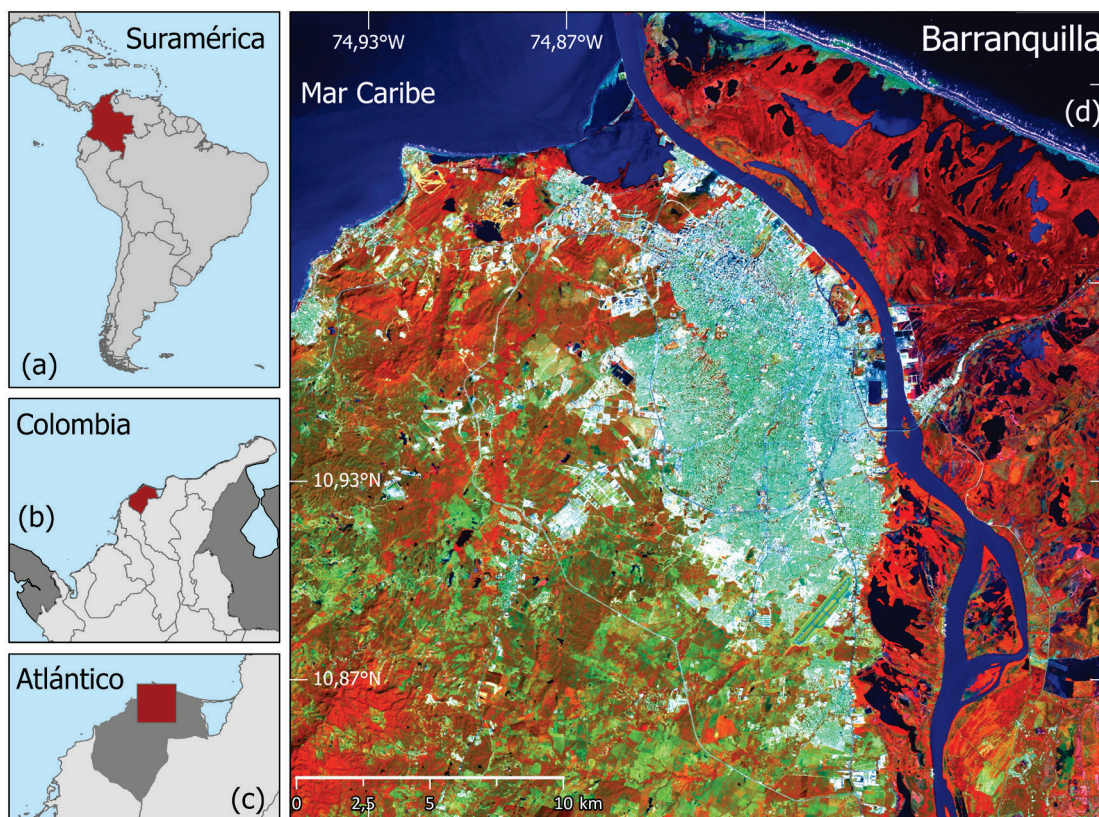 Suramérica
(a)
Colombia
(b)
Atlántico
(c)
74,93°W
74,87°W
Barranquilla
Mar Caribe
(d)
10,93°N
10,87°N
0
2,5
5
10 km